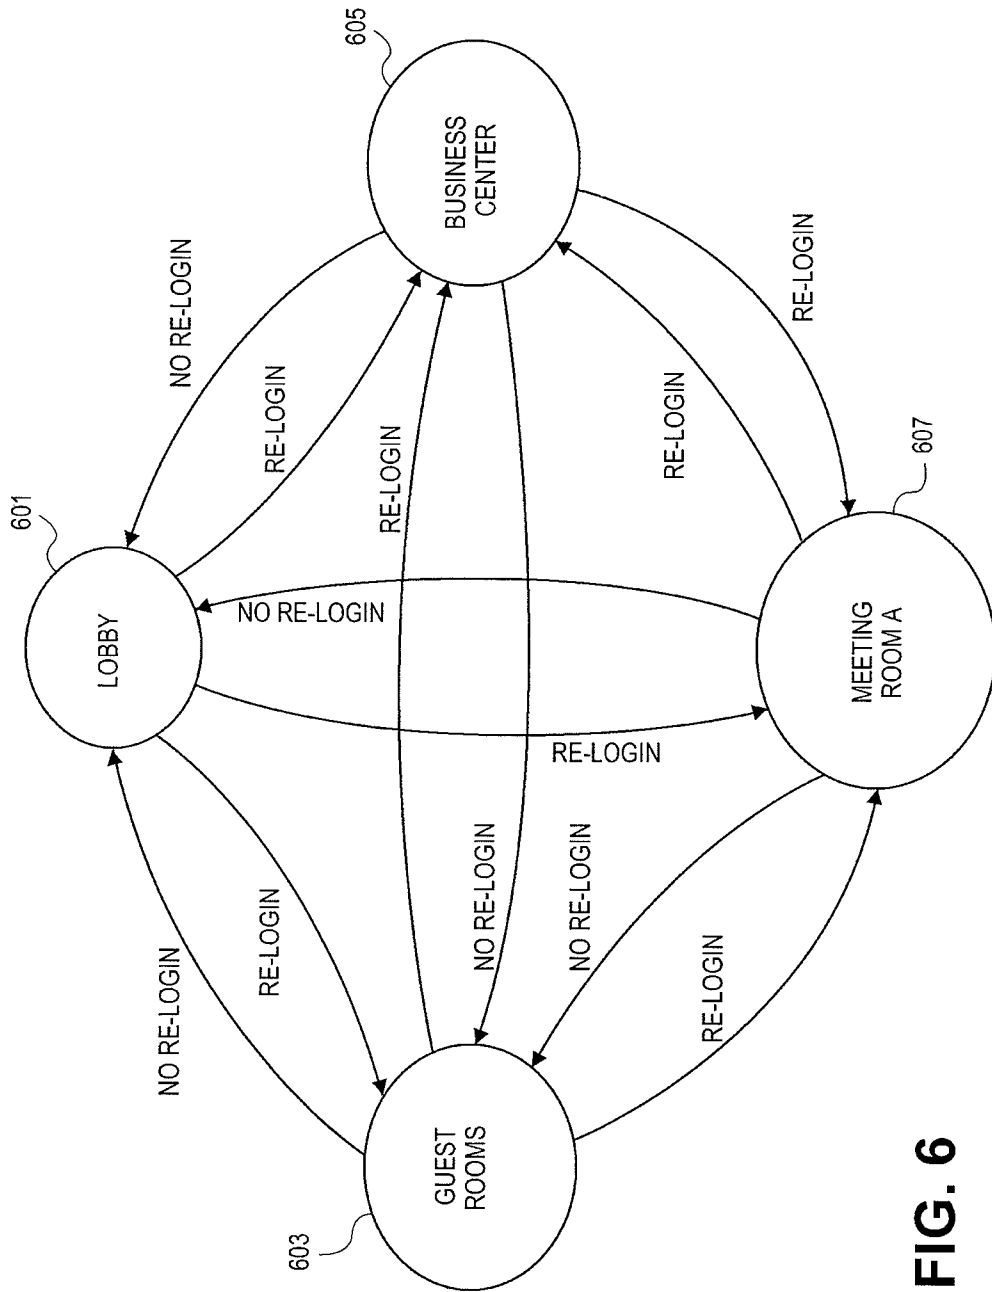 601
LOBBY
605
BUSINESS
CENTER
603
GUEST
ROOMS
607
MEETING
ROOM A
NO RE-LOGIN
RE-LOGIN
RE-LOGIN
NO RE-LOGIN
RE-LOGIN
RE-LOGIN
RE-LOGIN
NO RE-LOGIN
RE-LOGIN
NO RE-LOGIN
NO RE-LOGIN
RE-LOGIN
FIG. 6